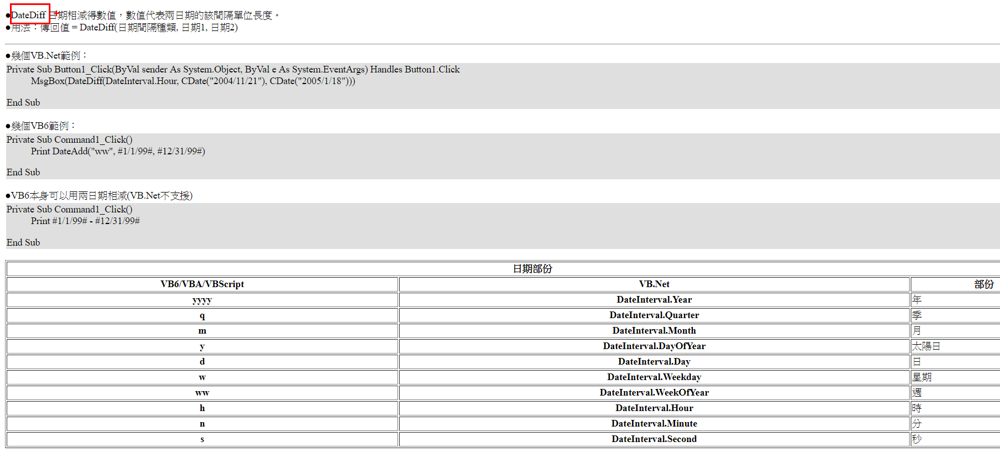 ●DateDiff 日期相減得數值，數值代表兩日期的該間隔單位長度。
●用法：傳回值 = DateDiff(日期間隔種類, 日期1, 日期2)
●幾個VB.Net範例：
Private Sub Button1_Click(ByVal sender As System.Object, ByVal e As System.EventArgs) Handles Button1.Click
MsgBox(DateDiff(DateInterval.Hour, CDate("2004/11/21"), CDate("2005/1/18")))
End Sub
●幾個VB6範例：
Private Sub Command1_Click()
Print DateAdd("ww", #1/1/99#, #12/31/99#)
End Sub
●VB6本身可以用兩日期相減(VB.Net不支援)
Private Sub Command1_Click()
Print #1/1/99# - #12/31/99#
End Sub
日期部份
VB6/VBA/VBScript VB.Net 部份
yyyy DateInterval.Year 年
q DateInterval.Quarter 季
m DateInterval.Month 月
y DateInterval.DayOfYear 太陽日
d DateInterval.Day 日
w DateInterval.Weekday 星期
ww DateInterval.WeekOfYear 週
h DateInterval.Hour 時
n DateInterval.Minute 分
s DateInterval.Second 秒